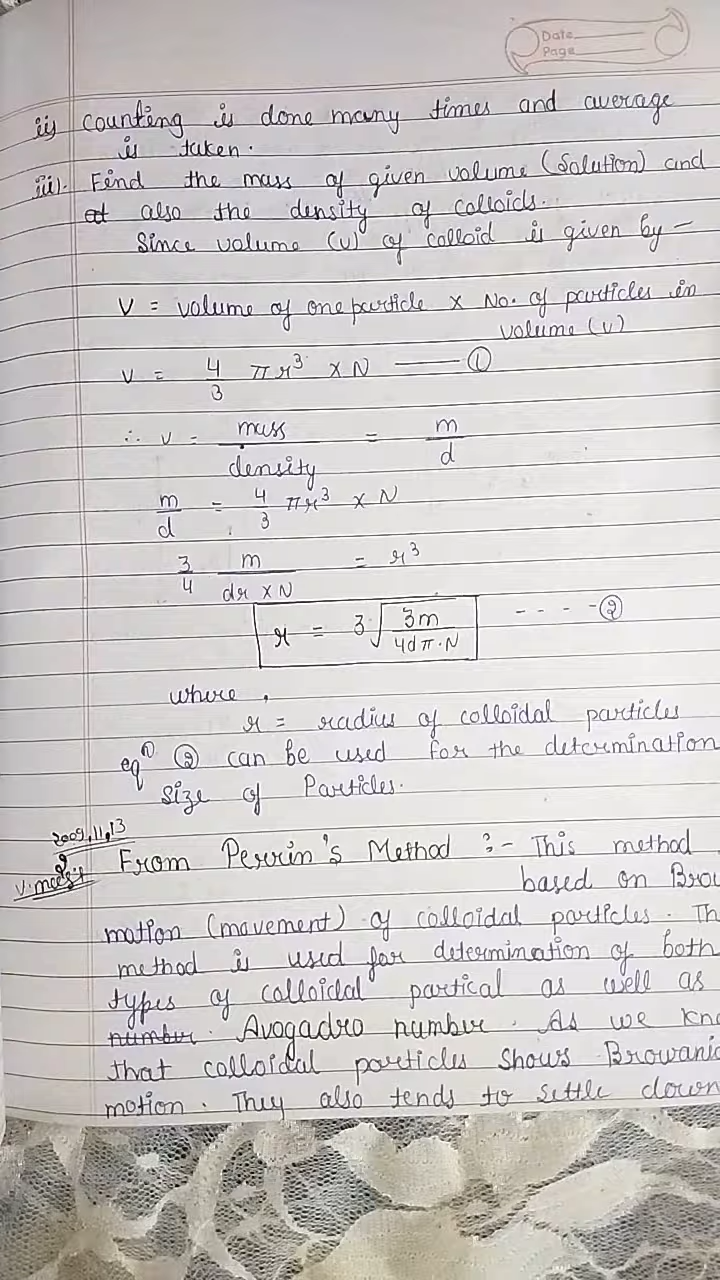 Date
Page
ii) counting is done many times and average
is taken.
iii). Find the mass of given volume (Solution) and
also the density of colloids.
Since volume (v) of colloid is given by -
V = volume of one particle × No. of particles in
volume (v)
V = 4/3 πr³ × N —— ①
∴ v = mass/density = m/d
m/d = 4/3 πr³ × N
3/4 m/dπ × N = r³
r = 3√3m/4dπ·N - - - - ②
where,
r = radius of colloidal particles
eqⁿ ② can be used for the determination
size of Particles.
2009, 11, 13
From Perrin's Method :- This method
based on Brow
motion (movement) of colloidal particles. Th
method is used for determination of both
types of colloidal partical as well as
number. Avogadro number. As we kno
that colloidal particles shows Browanic
motion. They also tends to settle down